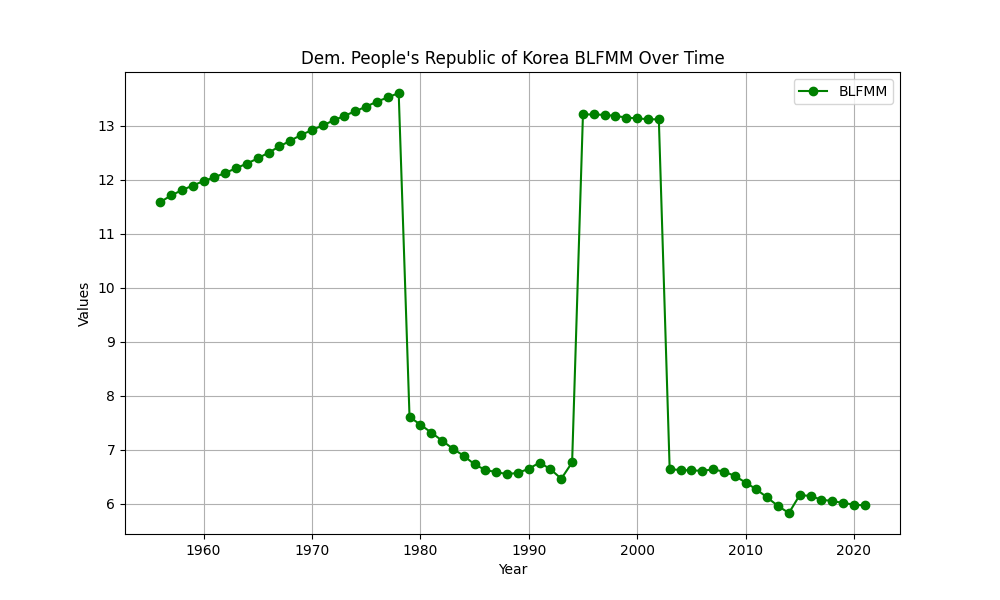 Dem. People's Republic of Korea BLFMM Over Time
BLFMM
13
12
11
10
9
8
7
6
Values
1960 1970 1980 1990 2000 2010 2020
Year